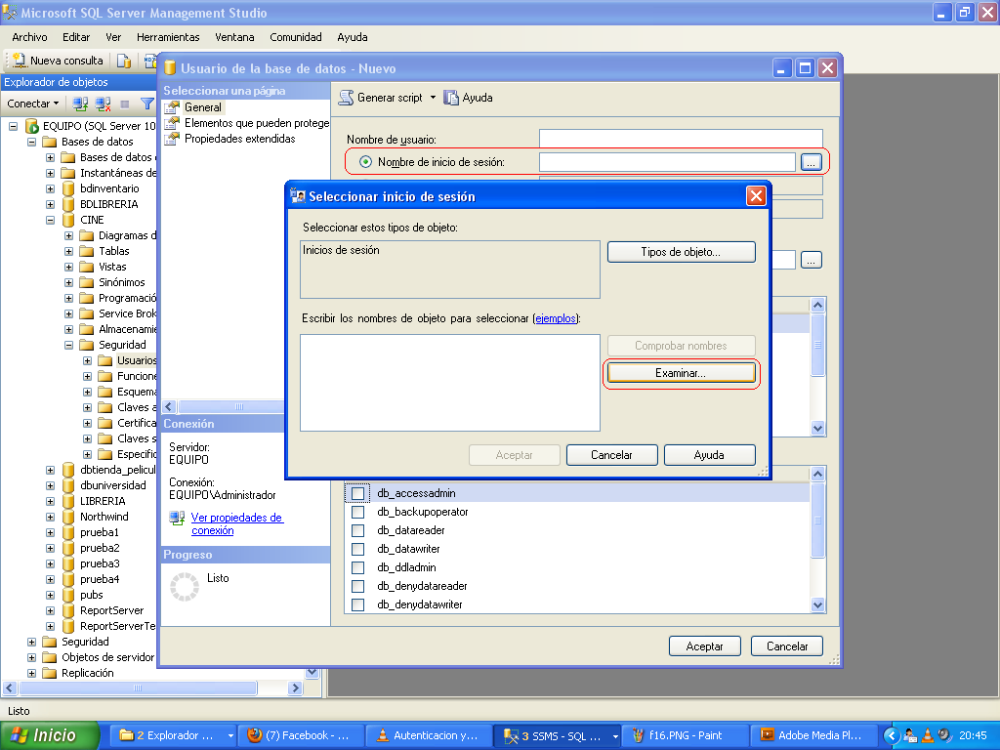 Microsoft SQL Server Management Studio
Archivo Editar Ver Herramientas Ventana Comunidad Ayuda
Nueva consulta
Explorador de objetos
Conectar
EQUIPO (SQL Server 10
Bases de datos
Bases de datos
Instantáneas de
bdinventario
BDLIBRERIA
CINE
Diagramas d
Tablas
Vistas
Sinónimos
Programació
Service Brok
Almacenamie
Seguridad
Usuarios
Funcione
Esquema
Claves a
Certifica
Claves s
Especific
dbtienda_pelicul
dbuniversidad
LIBRERIA
Northwind
prueba1
prueba2
prueba3
prueba4
pubs
ReportServer
ReportServerTe
Seguridad
Objetos de servidor
Replicación
Usuario de la base de datos - Nuevo
Seleccionar una página
General
Elementos que pueden protege
Propiedades extendidas
Conexión
Servidor:
EQUIPO
Conexión:
EQUIPO\Administrador
Ver propiedades de
conexión
Progreso
Listo
Generar script Ayuda
Nombre de usuario:
Nombre de inicio de sesión:
...
...
Seleccionar inicio de sesión
Seleccionar estos tipos de objeto:
Inicios de sesión
Tipos de objeto...
Escribir los nombres de objeto para seleccionar (ejemplos):
Comprobar nombres
Examinar...
Aceptar Cancelar Ayuda
db_accessadmin
db_backupoperator
db_datareader
db_datawriter
db_ddladmin
db_denydatareader
db_denydatawriter
Aceptar Cancelar
Listo
Inicio 2 Explorador ... (7) Facebook - ... Autenticacion y... 3 SSMS - SQL ... f16.PNG - Paint Adobe Media Pl... 20:45